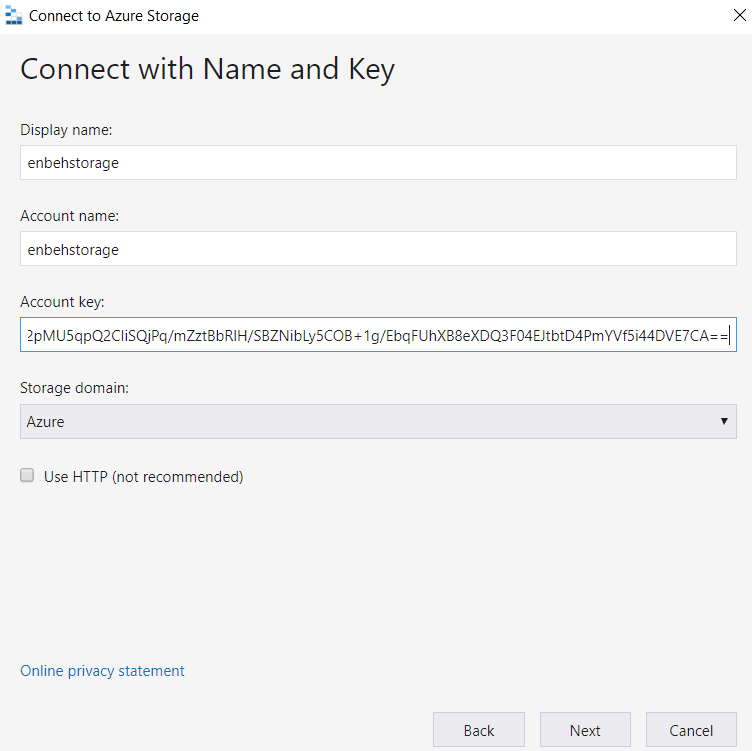 Connect to Azure Storage
Connect with Name and Key
Display name:
enbehstorage
Account name:
enbehstorage
Account key:
2pMU5qpQ2CIiSQjPq/mZztBbRIH/SBZNibLy5COB+1g/EbqFUhXB8eXDQ3F04EJtbtD4PmYVf5i44DVE7CA==
Storage domain:
Azure
Use HTTP (not recommended)
Online privacy statement
Back
Next
Cancel